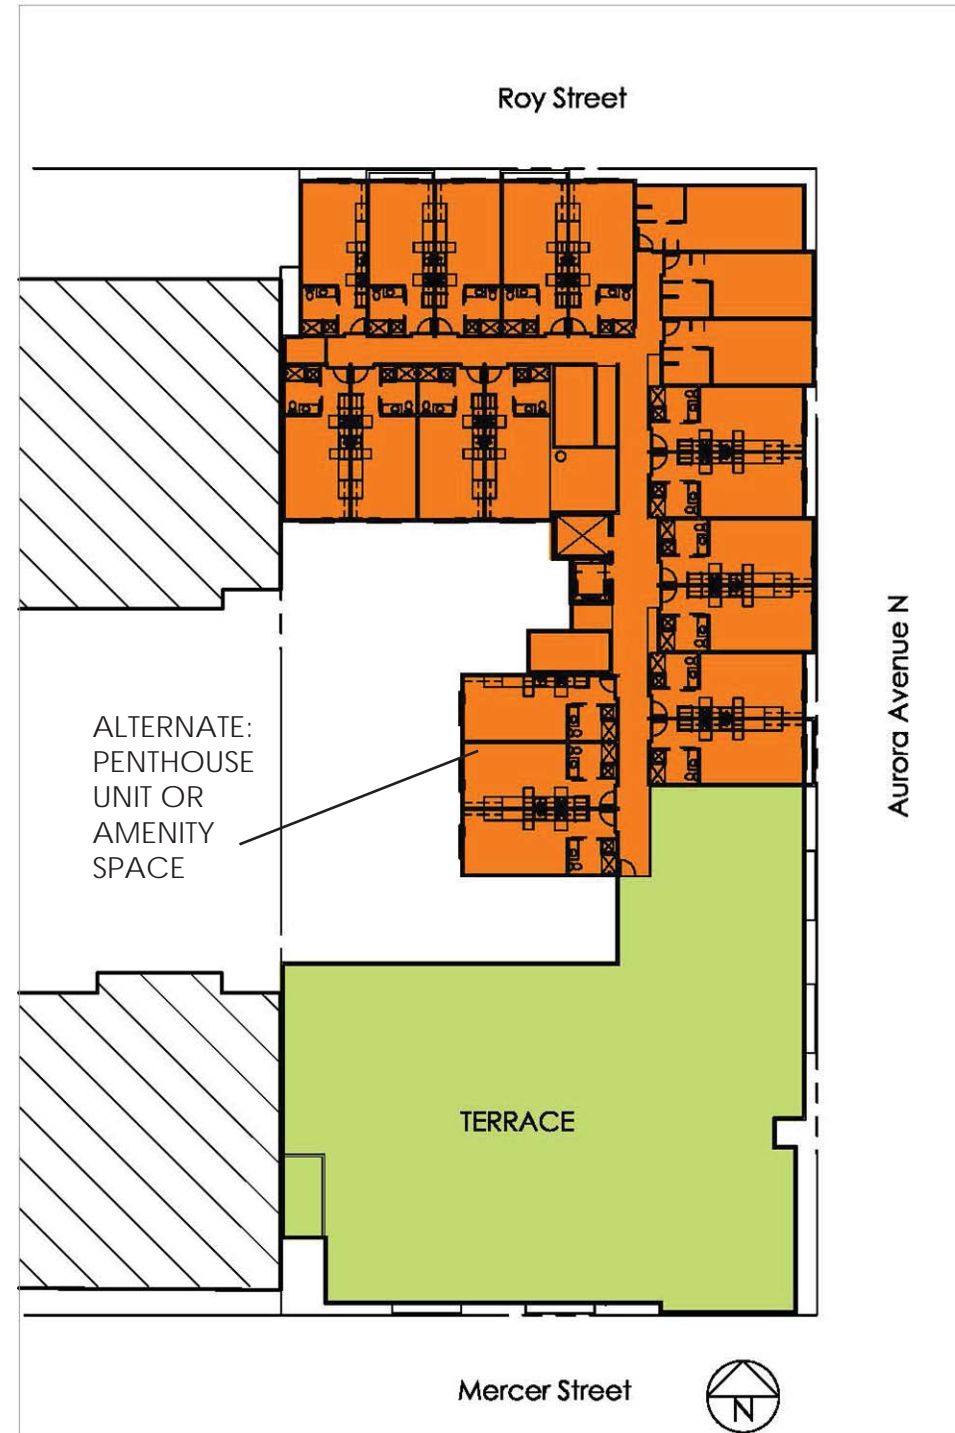 Roy Street
Aurora Avenue N
ALTERNATE:
PENTHOUSE
UNIT OR
AMENITY
SPACE
TERRACE
Mercer Street
N